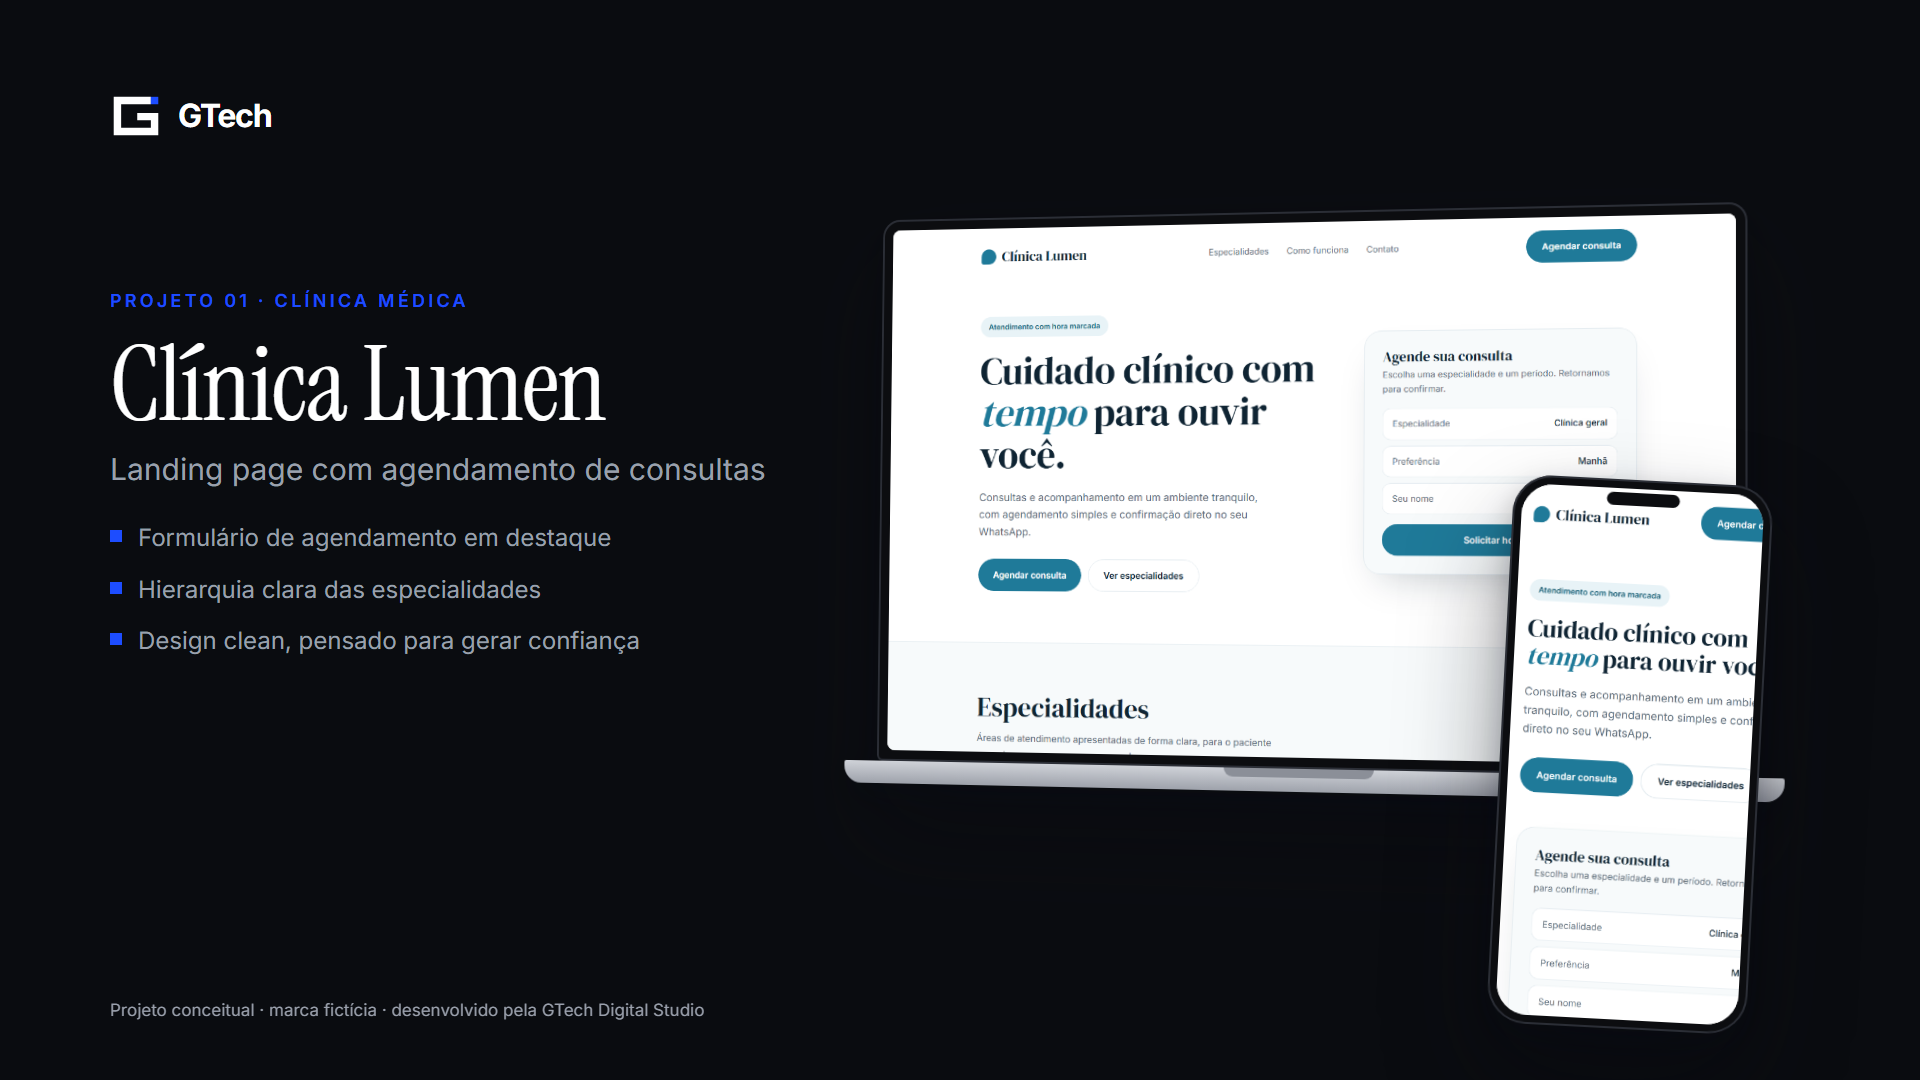 GTech
PROJETO 01 · CLÍNICA MÉDICA
Clínica Lumen
Landing page com agendamento de consultas
Formulário de agendamento em destaque
Hierarquia clara das especialidades
Design clean, pensado para gerar confiança
Projeto conceitual · marca fictícia · desenvolvido pela GTech Digital Studio
Clínica Lumen
Especialidades
Como funciona
Contato
Agendar consulta
Atendimento com hora marcada
Cuidado clínico com
tempo para ouvir
você.
Consultas e acompanhamento em um ambiente tranquilo,
com agendamento simples e confirmação direto no seu
WhatsApp.
Agendar consulta
Ver especialidades
Agende sua consulta
Escolha uma especialidade e um período. Retornamos
para confirmar.
Especialidade
Clínica geral
Preferência
Manhã
Seu nome
Solicitar
Especialidades
Áreas de atendimento apresentadas de forma clara, para o paciente
Clínica Lumen
Agendar
Atendimento com hora marcada
Cuidado clínico com
tempo para ouvir
Consultas e acompanhamento em um
tranquilo, com agendamento simples e
direto no seu WhatsApp.
Agendar consulta
Ver especialidades
Agende sua consulta
Escolha uma especialidade e um período.
para confirmar.
Especialidade
Clínica
Preferência
Seu nome